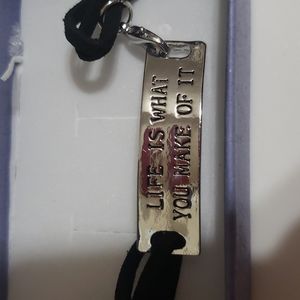 LIFE IS WHAT
YOU MAKE OF IT